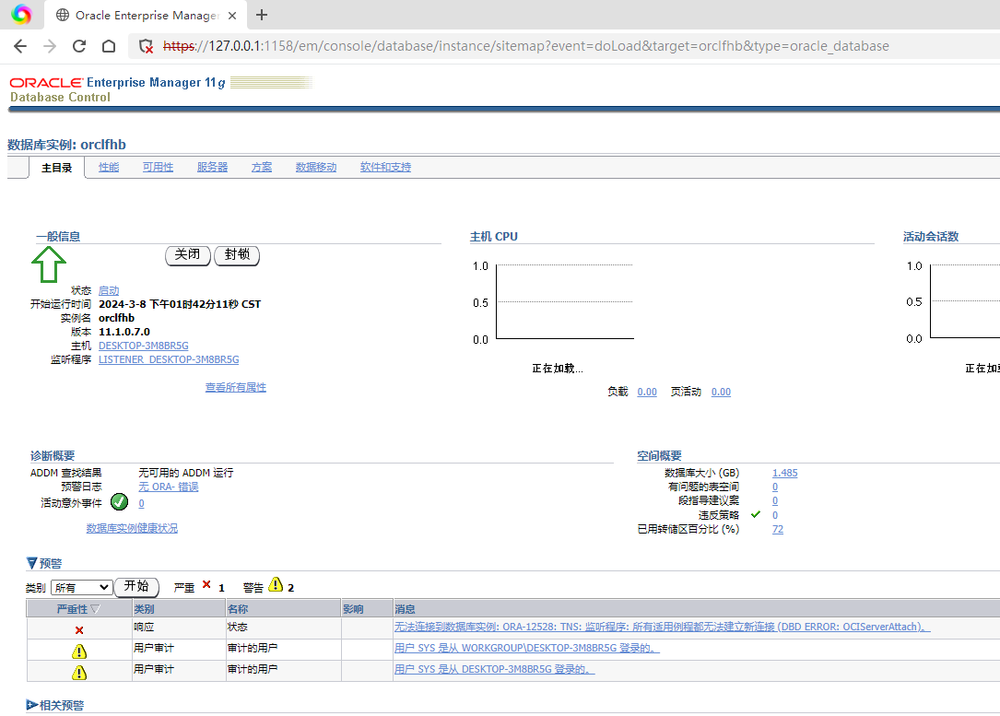 Oracle Enterprise Manager
https://127.0.0.1:1158/em/console/database/instance/sitemap?event=doLoad&target=orclfhb&type=oracle_database
ORACLE Enterprise Manager 11g
Database Control
数据库实例: orclfhb
主目录 性能 可用性 服务器 方案 数据移动 软件和支持
一般信息
关闭 封锁
状态 启动
开始运行时间 2024-3-8 下午01时42分11秒 CST
实例名 orclfhb
版本 11.1.0.7.0
主机 DESKTOP-3M8BR5G
监听程序 LISTENER_DESKTOP-3M8BR5G
查看所有属性
主机 CPU
1.0
0.5
0.0
正在加载...
负载 0.00 页活动 0.00
活动会话数
1.0
0.5
0.0
正在加载
诊断概要
ADDM 查找结果 无可用的 ADDM 运行
预警日志 无 ORA- 错误
活动意外事件 0
数据库实例健康状况
空间概要
数据库大小 (GB) 1.485
有问题的表空间 0
段指导建议案 0
违反策略 0
已用转储区百分比 (%) 72
预警
类别 所有 开始 严重 1 警告 2
严重性 类别 名称 影响 消息
响应 状态 无法连接到数据库实例: ORA-12528: TNS: 监听程序: 所有适用例程都无法建立新连接 (DBD ERROR: OCIServerAttach)。
用户审计 审计的用户 用户 SYS 是从 WORKGROUP\DESKTOP-3M8BR5G 登录的。
用户审计 审计的用户 用户 SYS 是从 DESKTOP-3M8BR5G 登录的。
相关预警